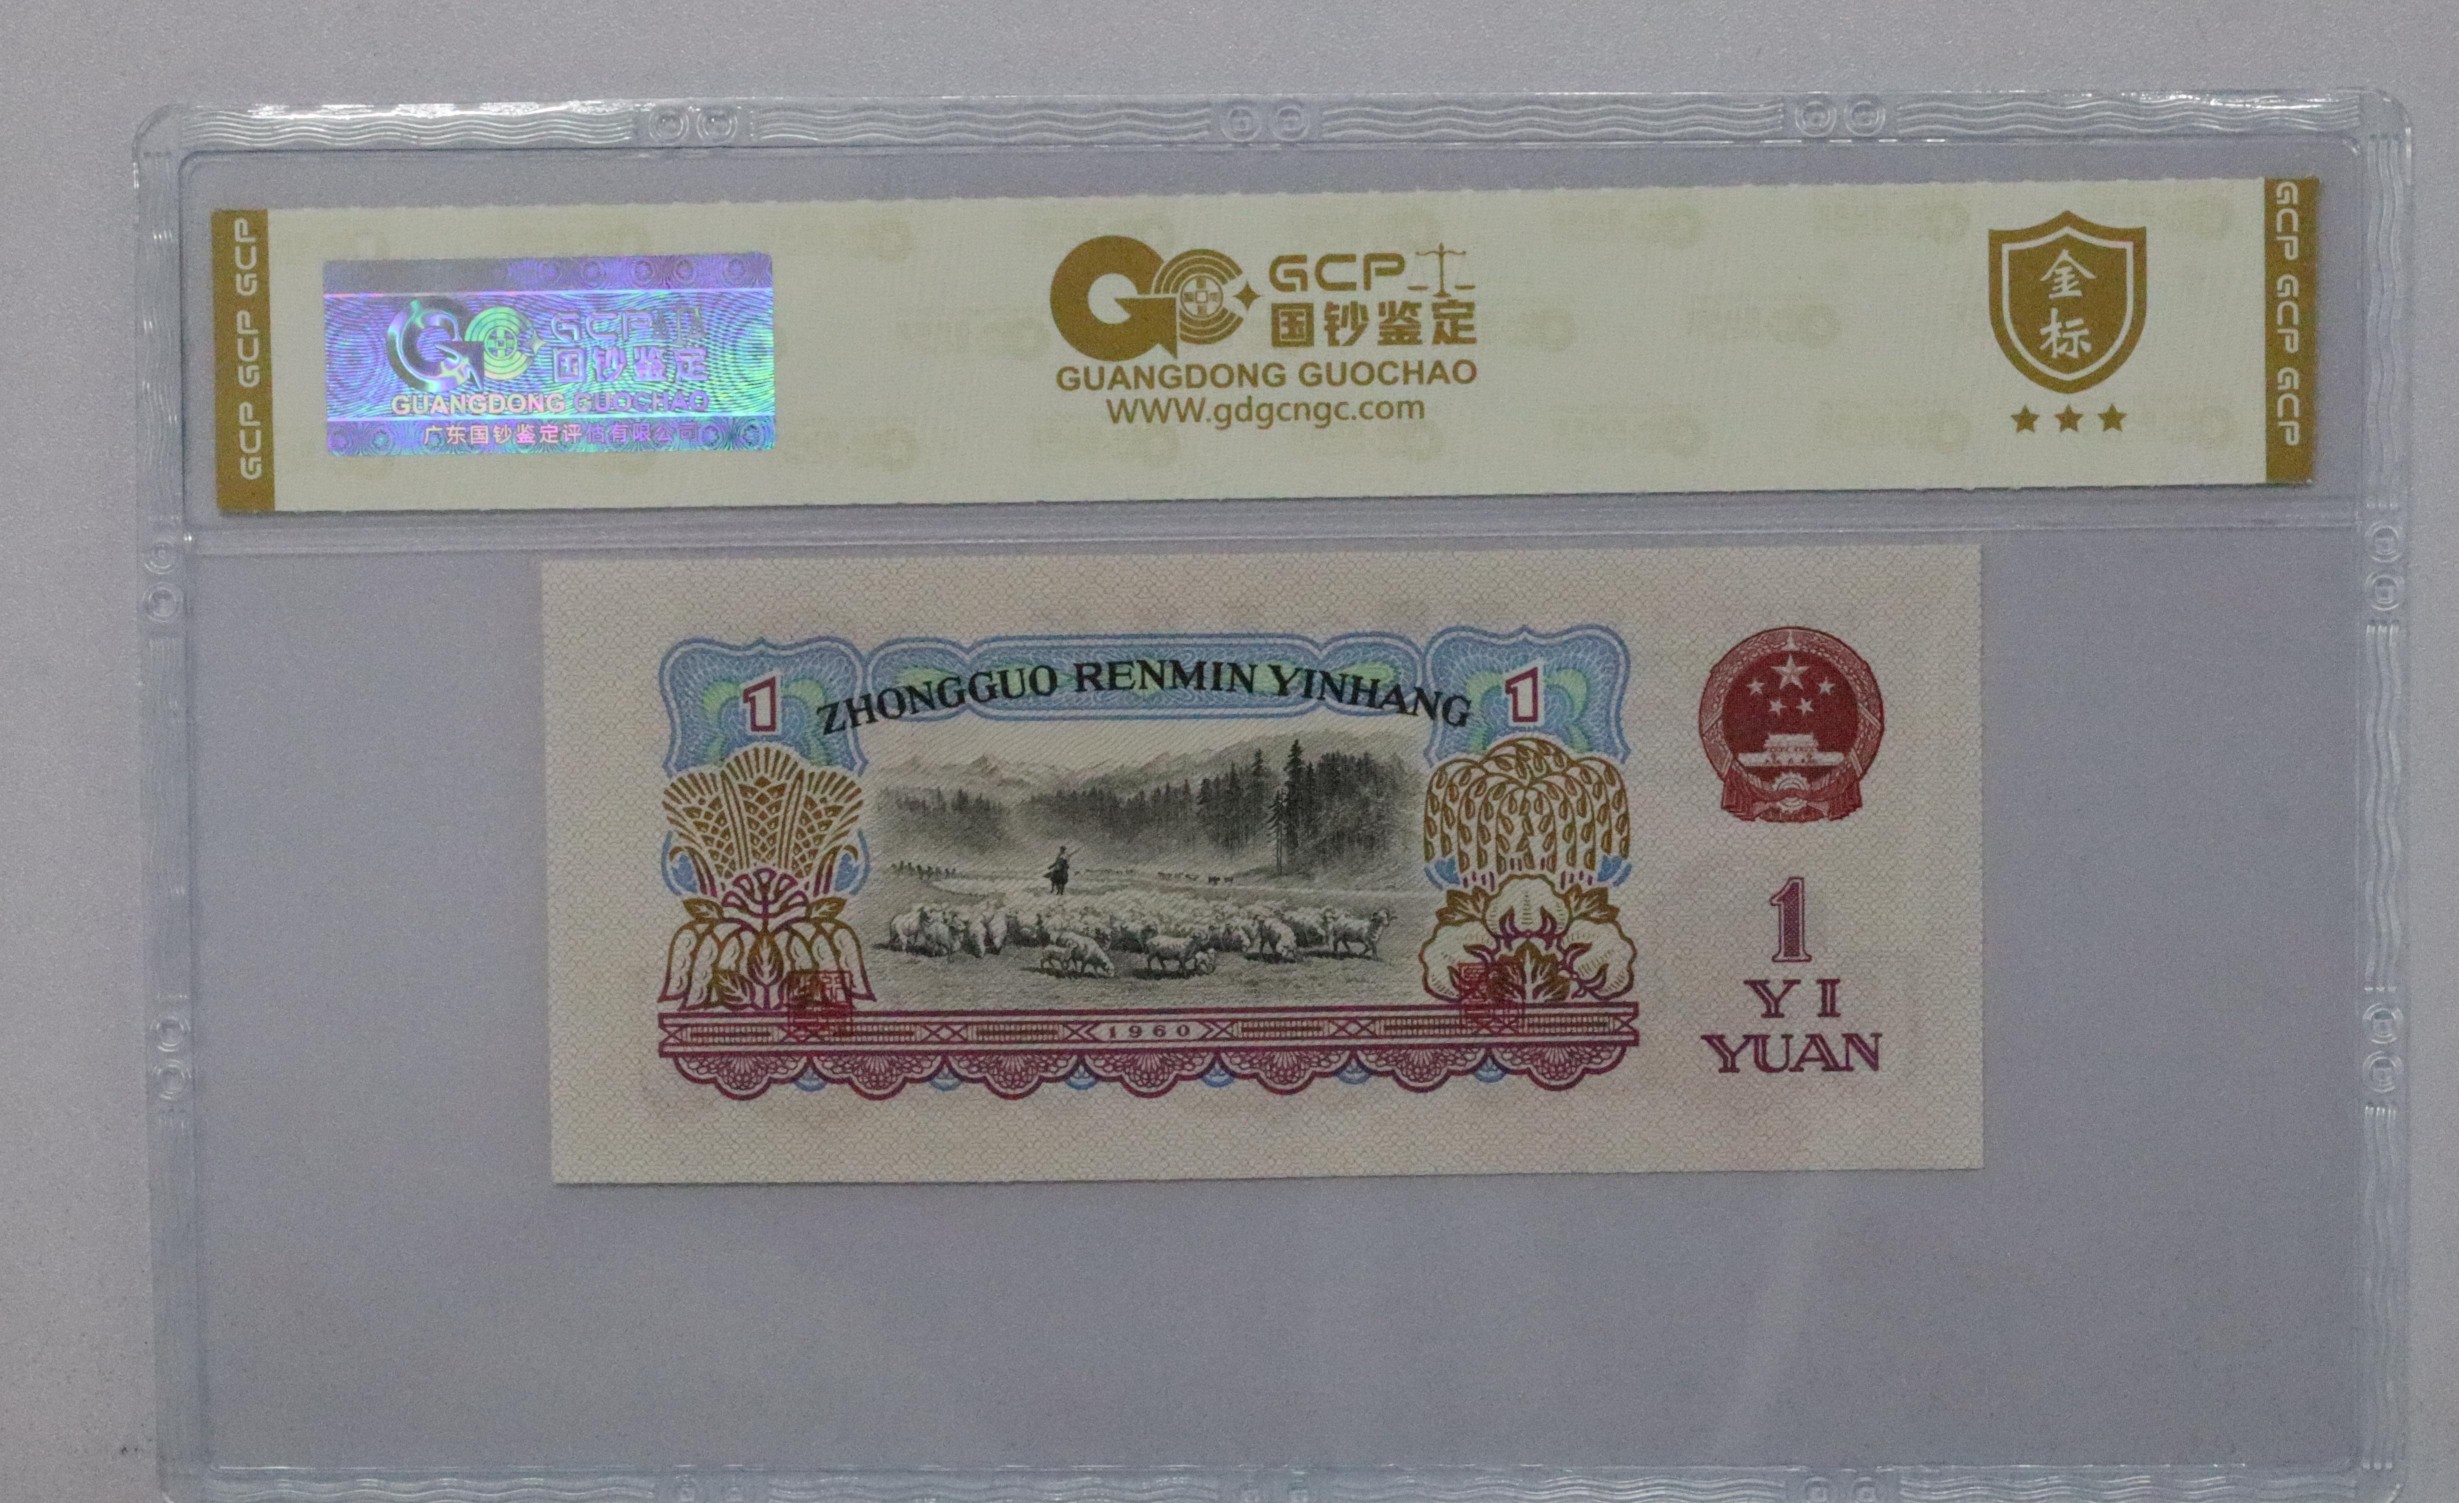 GCP GCP GCP
GCP
国钞鉴定
GUANGDONG GUOCHAO
广东国钞鉴定评估有限公司
GCP
国钞鉴定
GUANGDONG GUOCHAO
WWW.gdgcngc.com
金
标
GCP GCP GCP
1
ZHONGGUO RENMIN YINHANG
1
1
YI
YUAN
1960